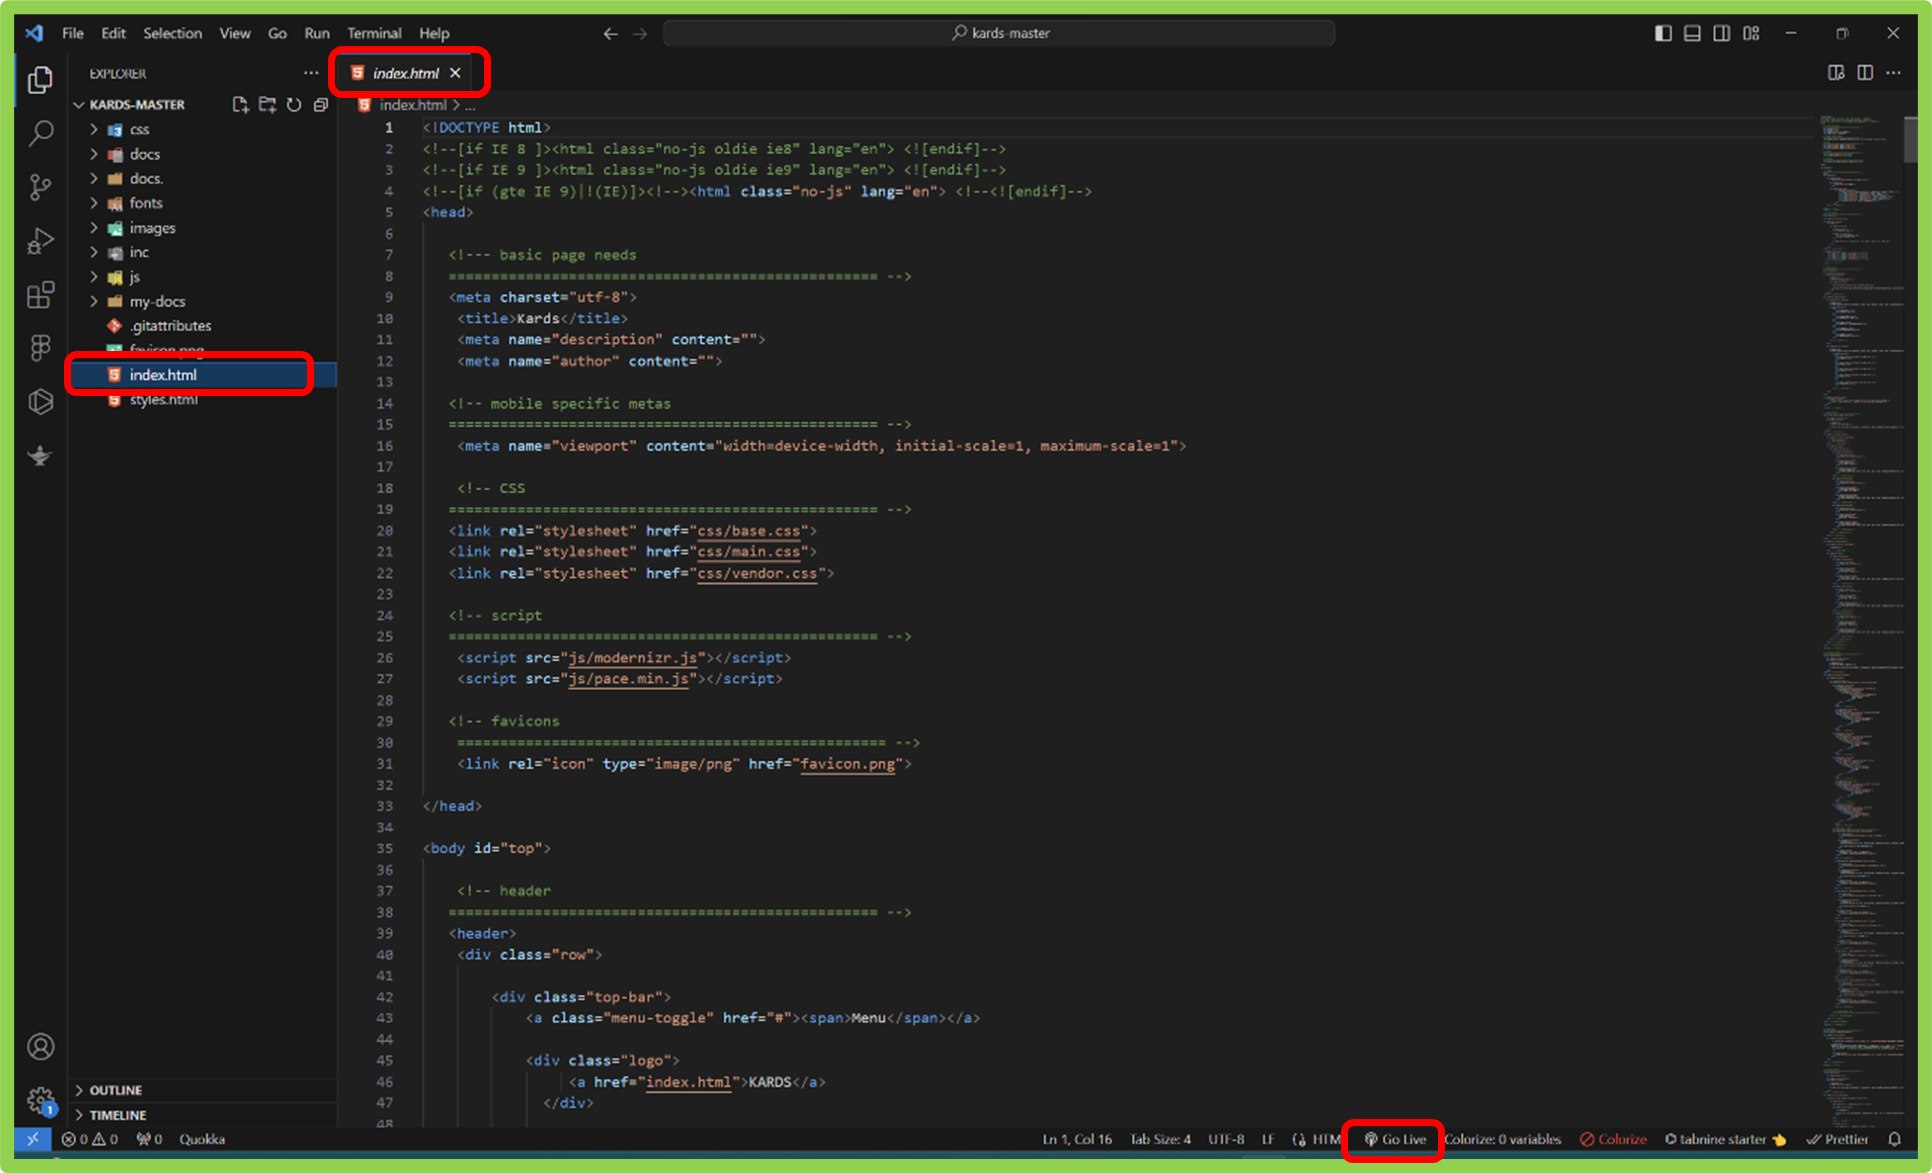 File Edit Selection View Go Run Terminal Help
kards-master
EXPLORER
index.html
KARDS-MASTER
css
docs
docs.
fonts
images
inc
js
my-docs
.gitattributes
favicon.png
index.html
styles.html
OUTLINE
TIMELINE
index.html > ...
1 <!DOCTYPE html>
2 <!--[if IE 8 ]><html class="no-js oldie ie8" lang="en"> <![endif]-->
3 <!--[if IE 9 ]><html class="no-js oldie ie9" lang="en"> <![endif]-->
4 <!--[if (gte IE 9)|!(IE)]><!--><html class="no-js" lang="en"> <!--<![endif]-->
5 <head>
6
7 <!--- basic page needs
8 ================================================== -->
9 <meta charset="utf-8">
10 <title>Kards</title>
11 <meta name="description" content="">
12 <meta name="author" content="">
13
14 <!-- mobile specific metas
15 ================================================== -->
16 <meta name="viewport" content="width=device-width, initial-scale=1, maximum-scale=1">
17
18 <!-- CSS
19 ================================================== -->
20 <link rel="stylesheet" href="css/base.css">
21 <link rel="stylesheet" href="css/main.css">
22 <link rel="stylesheet" href="css/vendor.css">
23
24 <!-- script
25 ================================================== -->
26 <script src="js/modernizr.js"></script>
27 <script src="js/pace.min.js"></script>
28
29 <!-- favicons
30 ================================================== -->
31 <link rel="icon" type="image/png" href="favicon.png">
32
33 </head>
34
35 <body id="top">
36
37 <!-- header
38 ================================================== -->
39 <header>
40 <div class="row">
41
42 <div class="top-bar">
43 <a class="menu-toggle" href="#"><span>Menu</span></a>
44
45 <div class="logo">
46 <a href="index.html">KARDS</a>
47 </div>
48
1
0 0 0 Quokka
Ln 1, Col 16 Tab Size: 4 UTF-8 LF HTM Go Live Colorize: 0 variables Colorize tabnine starter Prettier